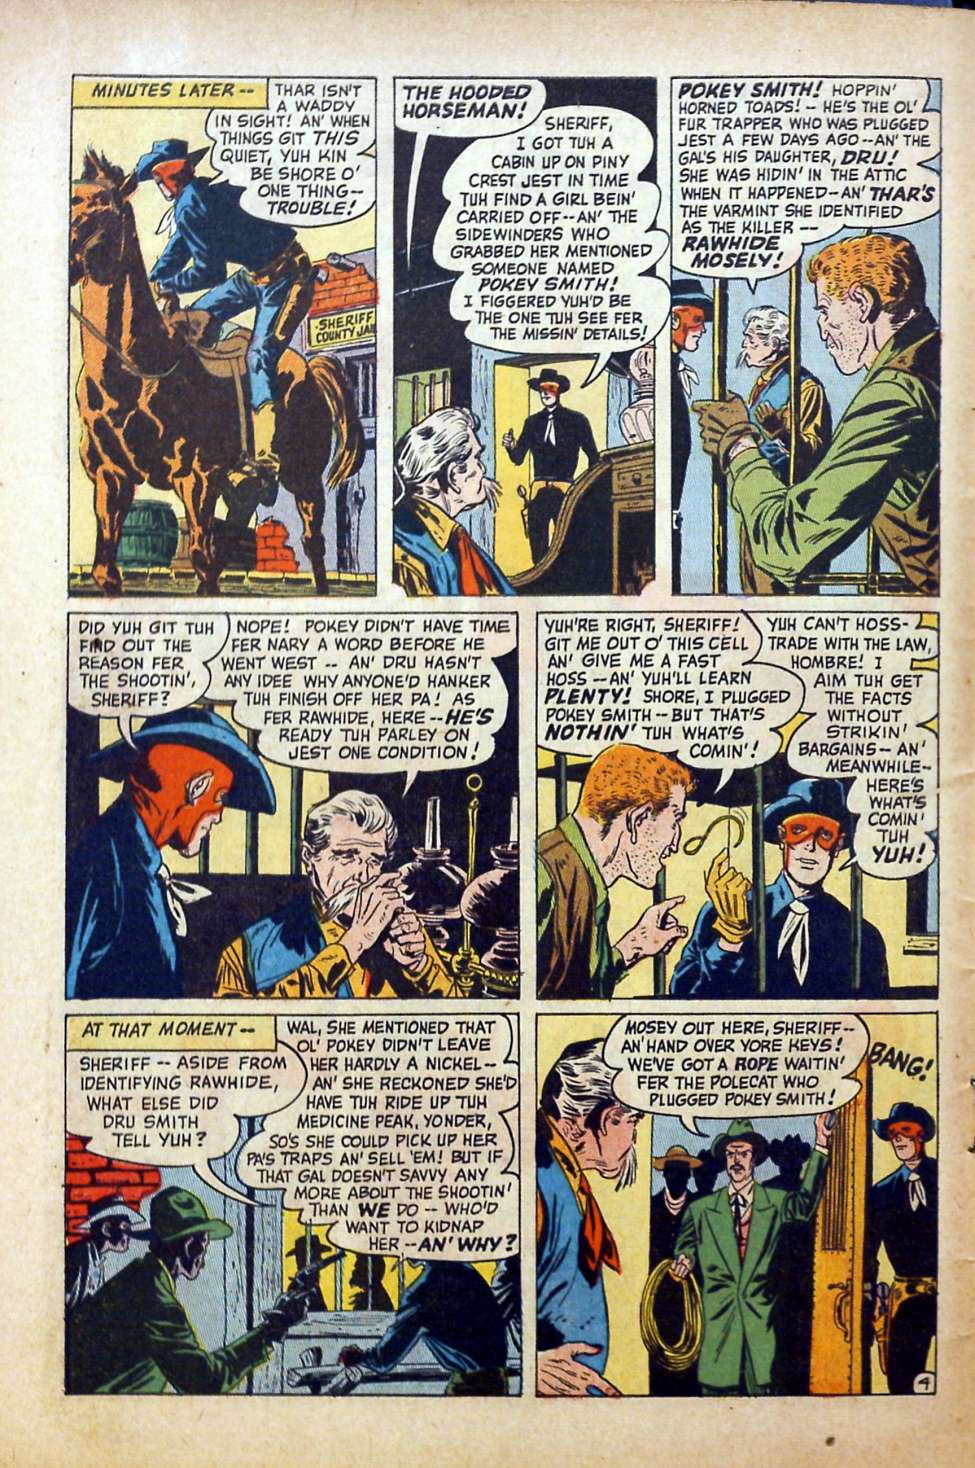 MINUTES LATER--
THAR ISN'T
A WADDY
IN SIGHT! AN' WHEN
THINGS GIT THIS
QUIET, YUH KIN
BE SHORE O'
ONE THING--
TROUBLE!
SHERIFF
COUNTY JAIL
THE HOODED
HORSEMAN!
SHERIFF,
I GOT TUH A
CABIN UP ON PINY
CREST JEST IN TIME
TUH FIND A GIRL BEIN'
CARRIED OFF--AN' THE
SIDEWINDERS WHO
GRABBED HER MENTIONED
SOMEONE NAMED
POKEY SMITH!
I FIGGERED YUH'D BE
THE ONE TUH SEE FER
THE MISSIN' DETAILS!
POKEY SMITH! HOPPIN'
HORNED TOADS!-HE'S THE OL'
FUR TRAPPER WHO WAS PLUGGED
JEST A FEW DAYS AGO--AN' THE
GAL'S HIS DAUGHTER, DRU!
SHE WAS HIDIN' IN THE ATTIC
WHEN IT HAPPENED-AN' THAR'S
THE VARMINT SHE IDENTIFIED
AS THE KILLER --
RAWHIDE
MOSELY!
DID YUH GIT TUH
FIND OUT THE
REASON FER
THE SHOOTIN',
SHERIFF?
NOPE! POKEY DIDN'T HAVE TIME
FER NARY A WORD BEFORE HE
WENT WEST -- AN' DRU HASN'T
ANY IDEE WHY ANYONE'D HANKER
TUH FINISH OFF HER PA! AS
FER RAWHIDE, HERE--HE'S
READY TUH PARLEY ON
JEST ONE CONDITION!
YUH'RE RIGHT, SHERIFF!
GIT ME OUT O' THIS CELL
AN' GIVE ME A FAST
HOSS -- AN' YUH'LL LEARN
PLENTY! SHORE, I PLUGGED
POKEY SMITH--BUT THAT'S
NOTHIN' TUH WHAT'S
COMIN'!
YUH CAN'T HOSS-
TRADE WITH THE LAW,
HOMBRE! I
AIM TUH GET
THE FACTS
WITHOUT
STRIKIN'
BARGAINS-AN'
MEANWHILE-
HERE'S
WHAT'S
COMIN'
TUH
YUH!
AT THAT MOMENT--
SHERIFF -- ASIDE FROM
IDENTIFYING RAWHIDE,
WHAT ELSE DID
DRU SMITH
TELL YUH?
WAL, SHE MENTIONED THAT
OL' POKEY DIDN'T LEAVE
HER HARDLY A NICKEL--
AN' SHE RECKONED SHE'D
HAVE TUH RIDE UP TUH
MEDICINE PEAK, YONDER,
SO'S SHE COULD PICK UP HER
PA'S TRAPS AN' SELL 'EM! BUT IF
THAT GAL DOESN'T SAVVY ANY
MORE ABOUT THE SHOOTIN'
THAN WE DO--WHO'D
WANT TO KIDNAP
HER--AN' WHY?
MOSEY OUT HERE, SHERIFF--
AN' HAND OVER YORE KEYS!
WE'VE GOT A ROPE WAITIN'
FER THE POLECAT WHO
PLUGGED POKEY SMITH!
BANG!
4